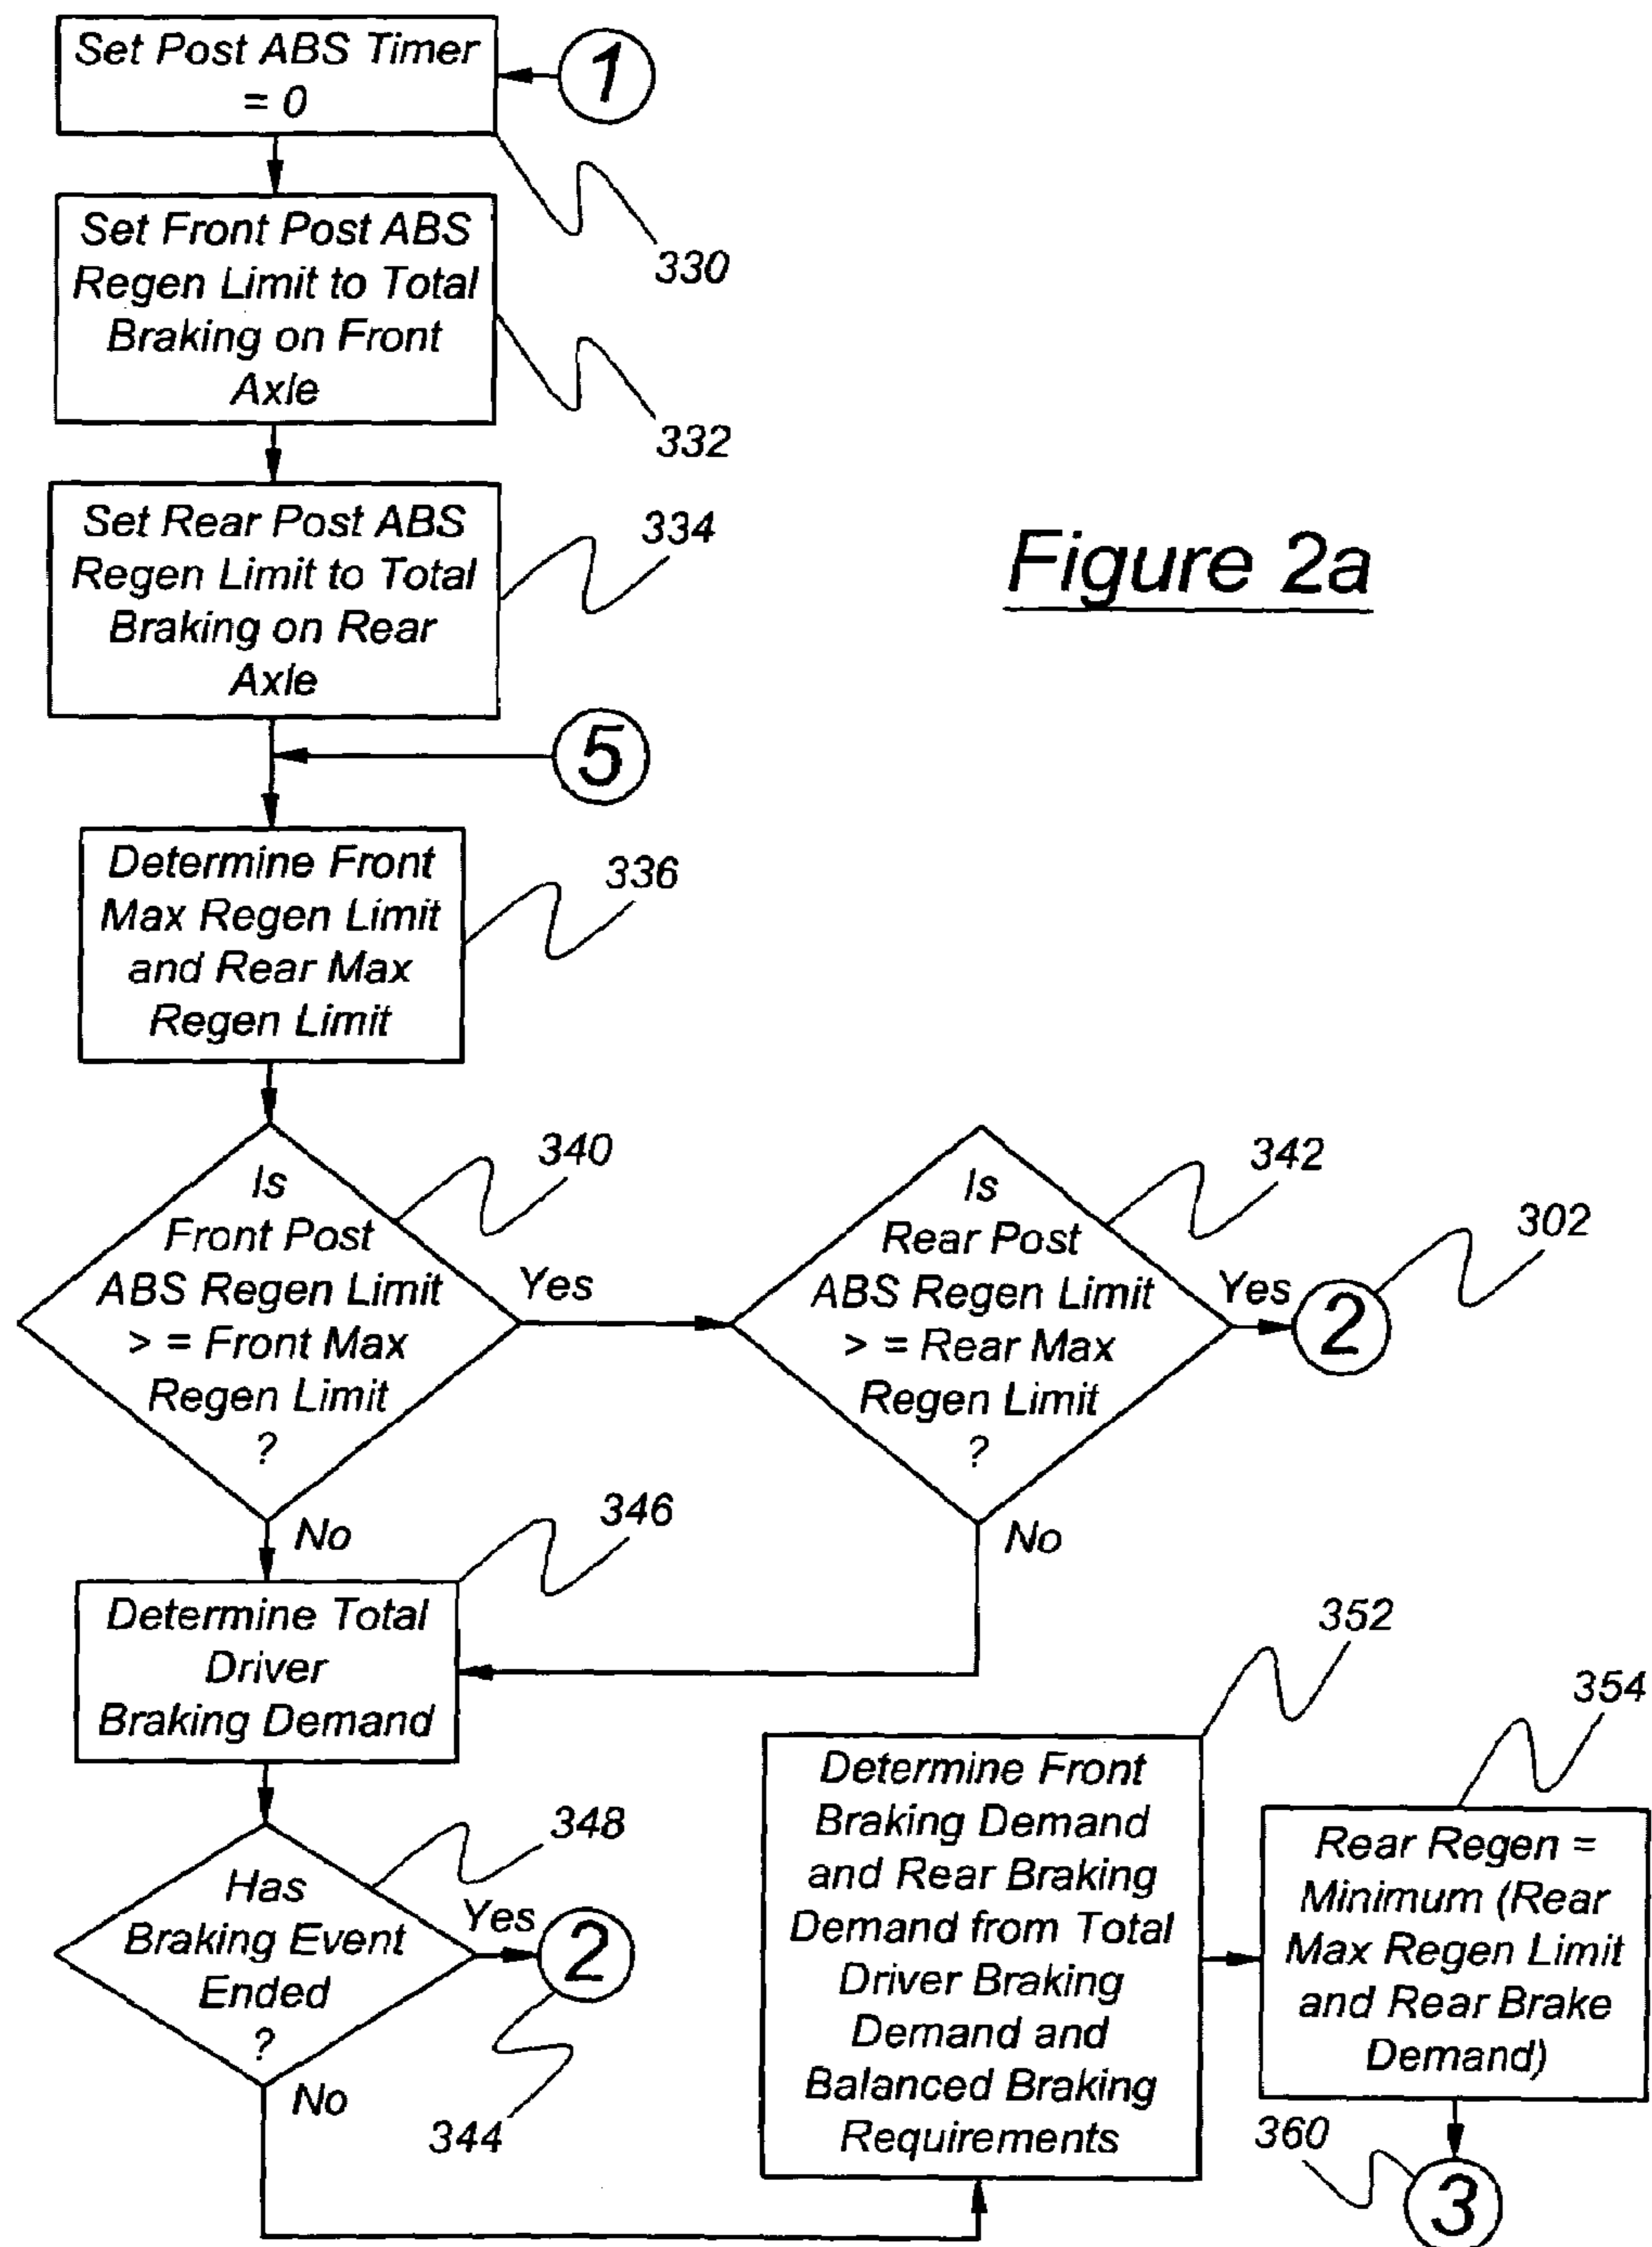 Set Post ABS Timer
= 0
1
330
Set Front Post ABS
Regen Limit to Total
Braking on Front
Axle
332
Set Rear Post ABS
Regen Limit to Total
Braking on Rear
Axle
334
Figure 2a
5
Determine Front
Max Regen Limit
and Rear Max
Regen Limit
336
Is
Front Post
ABS Regen Limit
> = Front Max
Regen Limit
?
340
Yes
No
Is
Rear Post
ABS Regen Limit
> = Rear Max
Regen Limit
?
342
Yes
2
302
No
Determine Total
Driver
Braking Demand
346
Has
Braking Event
Ended
?
348
Yes
2
344
No
Determine Front
Braking Demand
and Rear Braking
Demand from Total
Driver Braking
Demand and
Balanced Braking
Requirements
352
Rear Regen =
Minimum (Rear
Max Regen Limit
and Rear Brake
Demand)
354
360
3